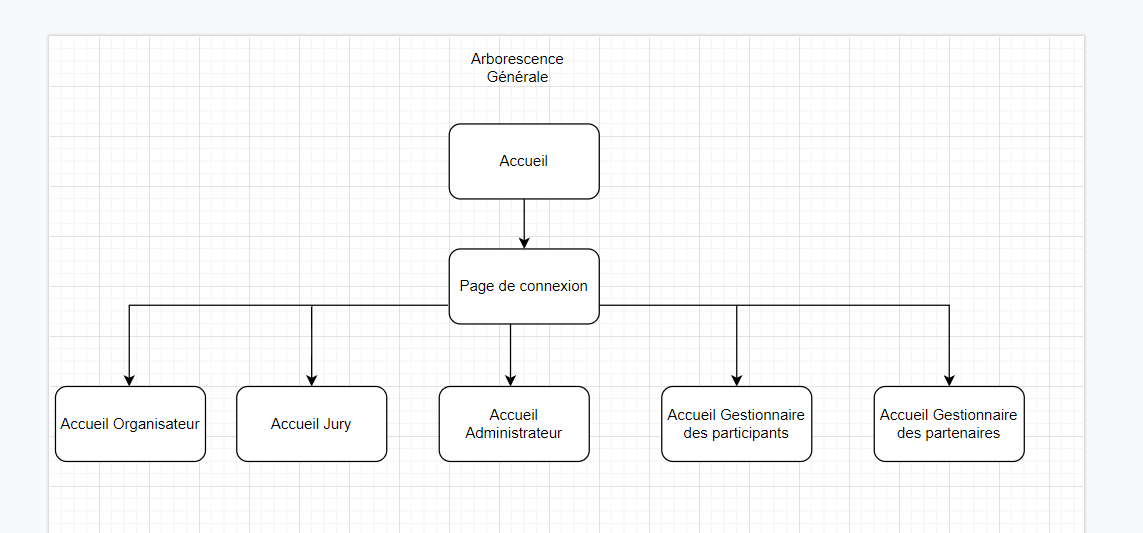 Arborescence
Générale
Accueil
Page de connexion
Accueil Organisateur
Accueil Jury
Accueil
Administrateur
Accueil Gestionnaire
des participants
Accueil Gestionnaire
des partenaires